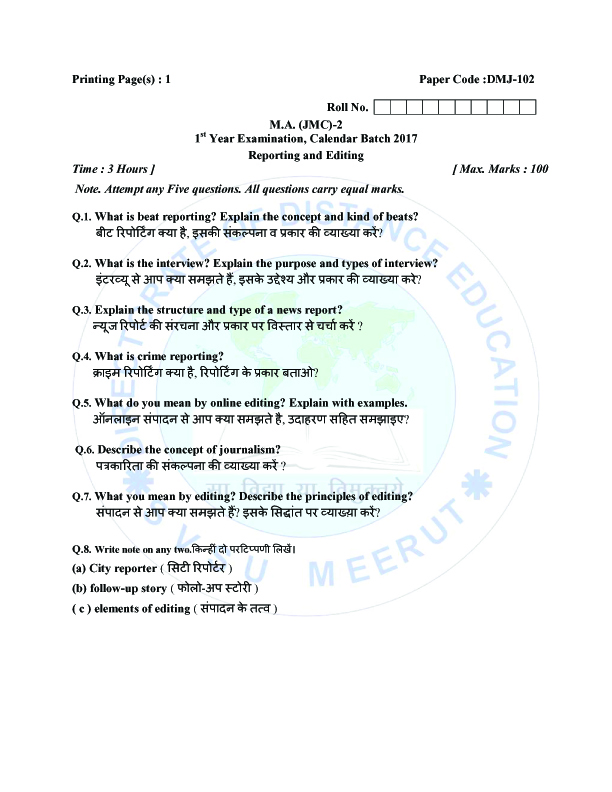 Printing Page(s) : 1 Paper Code :DMJ-102
Roll No.
M.A. (JMC)-2
1st Year Examination, Calendar Batch 2017
Reporting and Editing
Time : 3 Hours ] [ Max. Marks : 100
Note. Attempt any Five questions. All questions carry equal marks.
Q.1. What is beat reporting? Explain the concept and kind of beats?
बीट रिपोर्टिंग क्या है, इसकी संकल्पना व प्रकार की व्याख्या करें?
Q.2. What is the interview? Explain the purpose and types of interview?
इंटरव्यू से आप क्या समझते हैं, इसके उद्देश्य और प्रकार की व्याख्या करे?
Q.3. Explain the structure and type of a news report?
न्यूज रिपोर्ट की संरचना और प्रकार पर विस्तार से चर्चा करें ?
Q.4. What is crime reporting?
क्राइम रिपोर्टिंग क्या है, रिपोर्टिंग के प्रकार बताओ?
Q.5. What do you mean by online editing? Explain with examples.
ऑनलाइन संपादन से आप क्या समझते है, उदाहरण सहित समझाइए?
Q.6. Describe the concept of journalism?
पत्रकारिता की संकल्पना की व्याख्या करें ?
Q.7. What you mean by editing? Describe the principles of editing?
संपादन से आप क्या समझते हैं? इसके सिद्धांत पर व्याख्या करें?
Q.8. Write note on any two.किन्हीं दो परटिप्पणी लिखें।
(a) City reporter ( सिटी रिपोर्टर )
(b) follow-up story ( फोलो-अप स्टोरी )
( c ) elements of editing ( संपादन के तत्व )
DIRECTORATE OF DISTANCE EDUCATION
सा विद्या या विमुक्तये
S V S U MEERUT